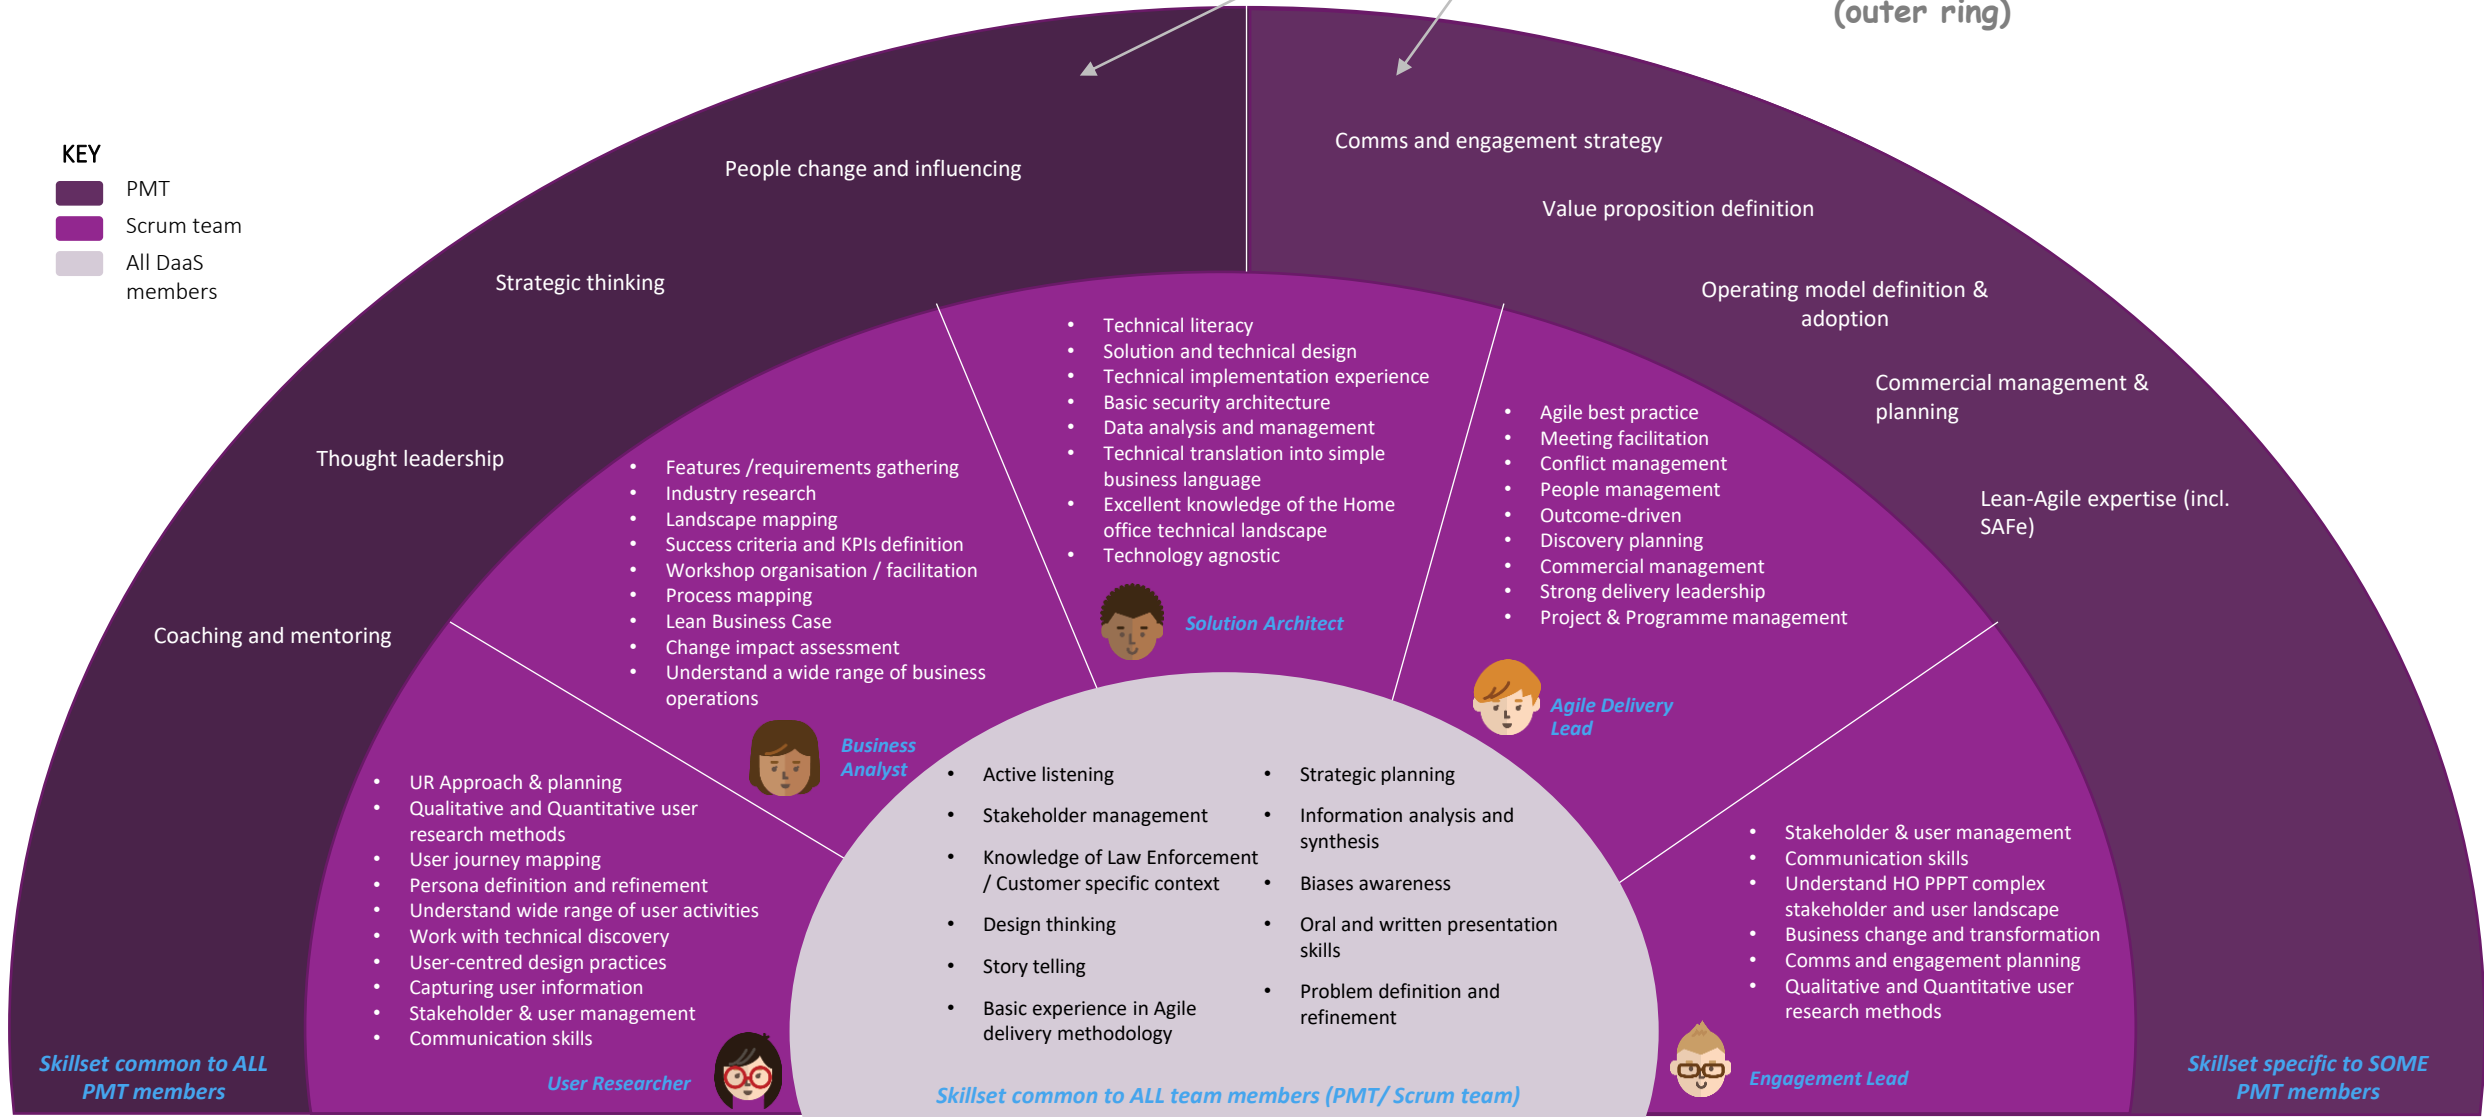 (outer ring)
KEY
PMT
Scrum team
All DaaS
members
People change and influencing
Strategic thinking
Thought leadership
Coaching and mentoring
Skillset common to ALL
PMT members
Comms and engagement strategy
Value proposition definition
Operating model definition &
adoption
Commercial management &
planning
Lean-Agile expertise (incl.
SAFe)
Skillset specific to SOME
PMT members
• UR Approach & planning
• Qualitative and Quantitative user
research methods
• User journey mapping
• Persona definition and refinement
• Understand wide range of user activities
• Work with technical discovery
• User-centred design practices
• Capturing user information
• Stakeholder & user management
• Communication skills
User Researcher
• Features /requirements gathering
• Industry research
• Landscape mapping
• Success criteria and KPIs definition
• Workshop organisation / facilitation
• Process mapping
• Lean Business Case
• Change impact assessment
• Understand a wide range of business
operations
Business
Analyst
• Technical literacy
• Solution and technical design
• Technical implementation experience
• Basic security architecture
• Data analysis and management
• Technical translation into simple
business language
• Excellent knowledge of the Home
office technical landscape
• Technology agnostic
Solution Architect
• Agile best practice
• Meeting facilitation
• Conflict management
• People management
• Outcome-driven
• Discovery planning
• Commercial management
• Strong delivery leadership
• Project & Programme management
Agile Delivery
Lead
• Stakeholder & user management
• Communication skills
• Understand HO PPPT complex
stakeholder and user landscape
• Business change and transformation
• Comms and engagement planning
• Qualitative and Quantitative user
research methods
Engagement Lead
• Active listening
• Stakeholder management
• Knowledge of Law Enforcement
/ Customer specific context
• Design thinking
• Story telling
• Basic experience in Agile
delivery methodology
• Strategic planning
• Information analysis and
synthesis
• Biases awareness
• Oral and written presentation
skills
• Problem definition and
refinement
Skillset common to ALL team members (PMT/ Scrum team)